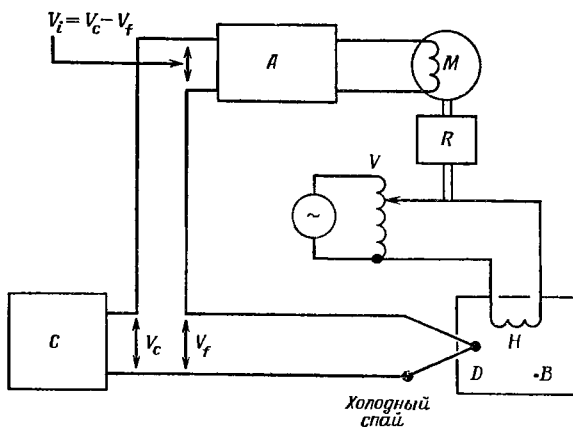 V_i = V_c - V_f
A
M
R
V
~
C
V_c
V_f
H
D
·B
Холодный
спай